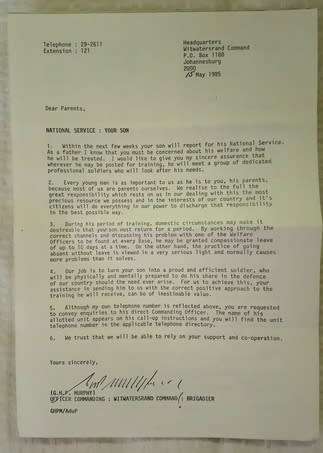 Telephone : 29-2611
Extension : 121
Headquarters
Witwatersrand Command
P.O. Box 1180
Johannesburg
2000
15 May 1985
Dear Parents,
NATIONAL SERVICE : YOUR SON
1. Within the next few weeks your son will report for his National Service.
As a father I know that you must be concerned about his welfare and how
he will be treated. I would like to give you my sincere assurance that
wherever he may be posted for training, he will meet a group of dedicated
professional soldiers who will look after his needs.
2. Every young man is as important to us as he is to you, his parents,
because most of us are parents ourselves. We realise to the full the
great responsibility which rests on us in our dealing with this the most
precious resource we possess and in the interests of our country and it's
citizens will do everything in our power to discharge that responsibility
in the best possible way.
3. During his period of training, domestic circumstances may make it
desireable that you son must return for a period. By working through the
correct channels and discussing his problem with one of the Welfare
Officers to be found at every Base, he may be granted compassionate leave
of up to 10 days at a time. On the other hand, the practice of going
absent without leave is viewed in a very serious light and normally causes
more problems than it solves.
4. Our job is to turn your son into a proud and efficient soldier, who
will be physically and mentally prepared to do his share in the defence
of our country should the need ever arise. For us to achieve this, your
assistance in sending him to us with the correct positive approach to the
training he will receive, can be of inestimable value.
5. Although my own telephone number is reflected above, you are requested
to convey enquiries to his direct Commanding Officer. The name of his
allotted unit appears on his call-up instructions and you will find the unit
telephone number in the applicable telephone directory.
6. We trust that we will be able to rely on your support and co-operation.
Yours sincerely,
(G.H.P. MURPHY)
OFFICER COMMANDING : WITWATERSRAND COMMAND : BRIGADIER
GHPM/AduP